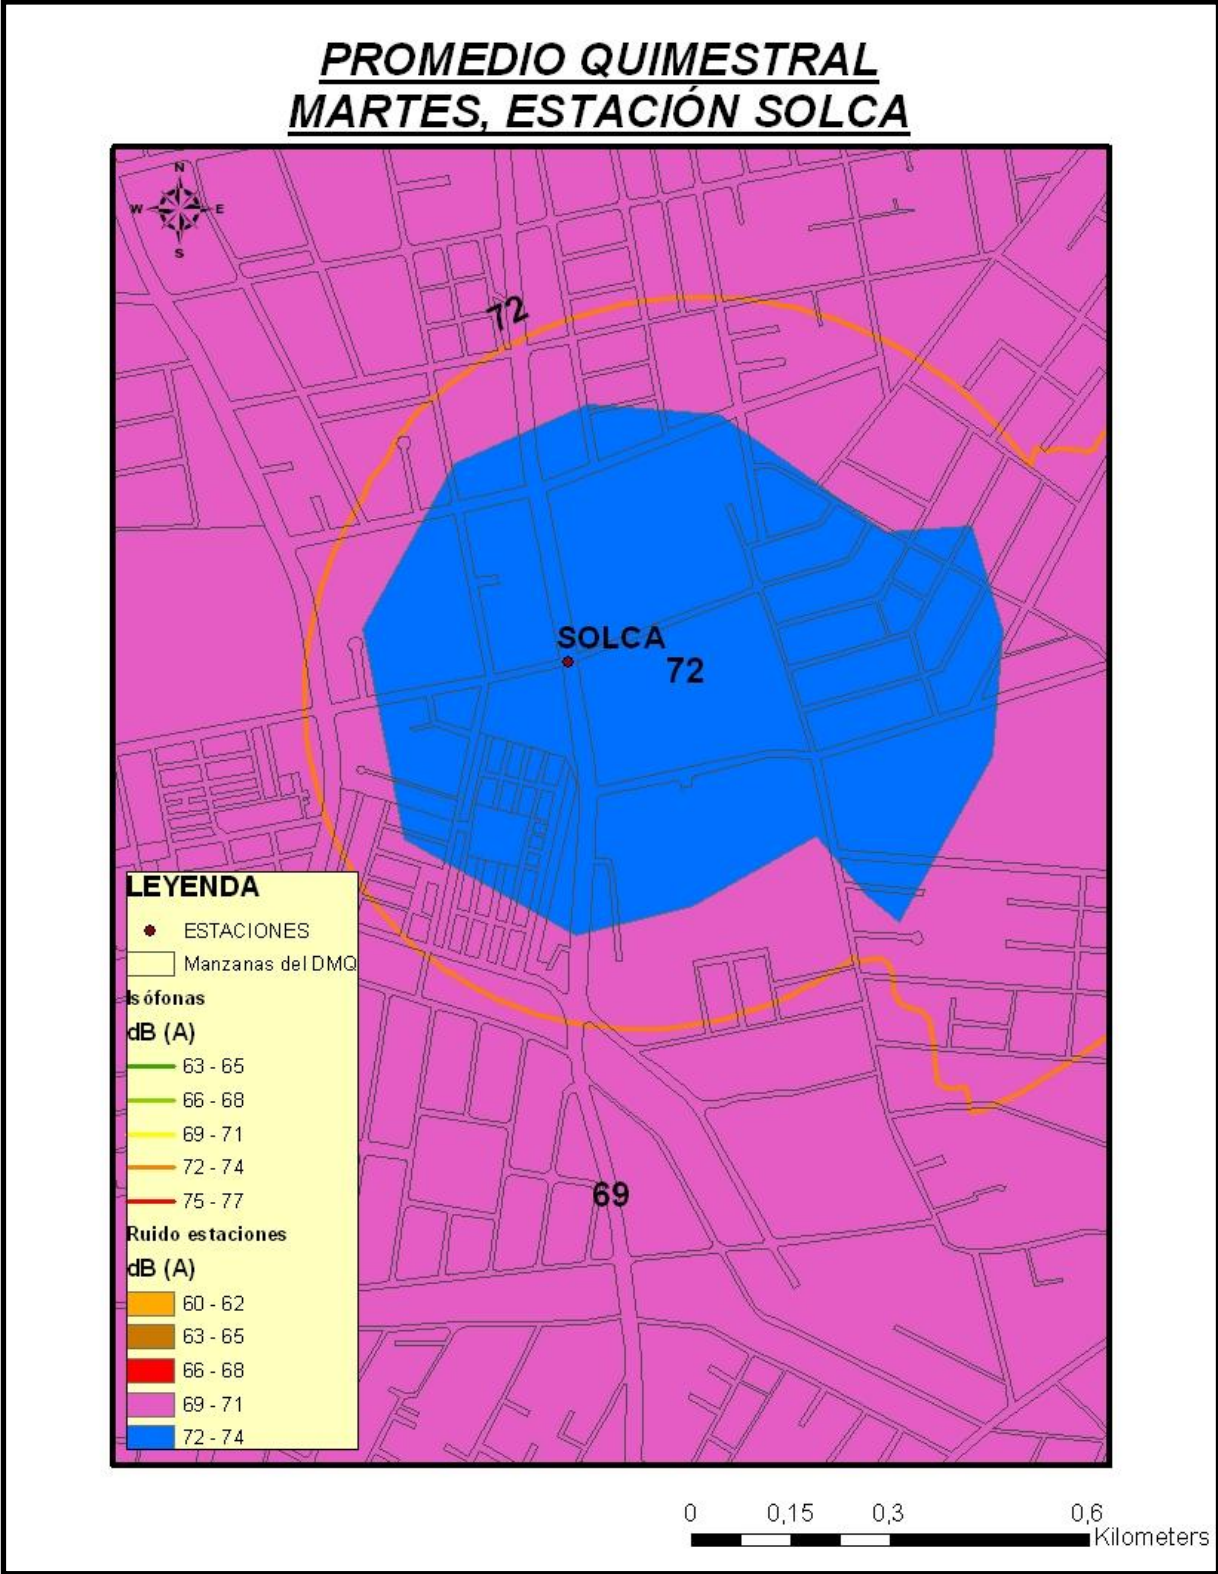 PROMEDIO QUIMESTRAL
MARTES, ESTACIÓN SOLCA
N
W E
S
72
SOLCA
72
69
LEYENDA
ESTACIONES
Manzanas del DMQ
Isófonas
dB (A)
63 - 65
66 - 68
69 - 71
72 - 74
75 - 77
Ruido estaciones
dB (A)
60 - 62
63 - 65
66 - 68
69 - 71
72 - 74
0 0,15 0,3 0,6
Kilometers